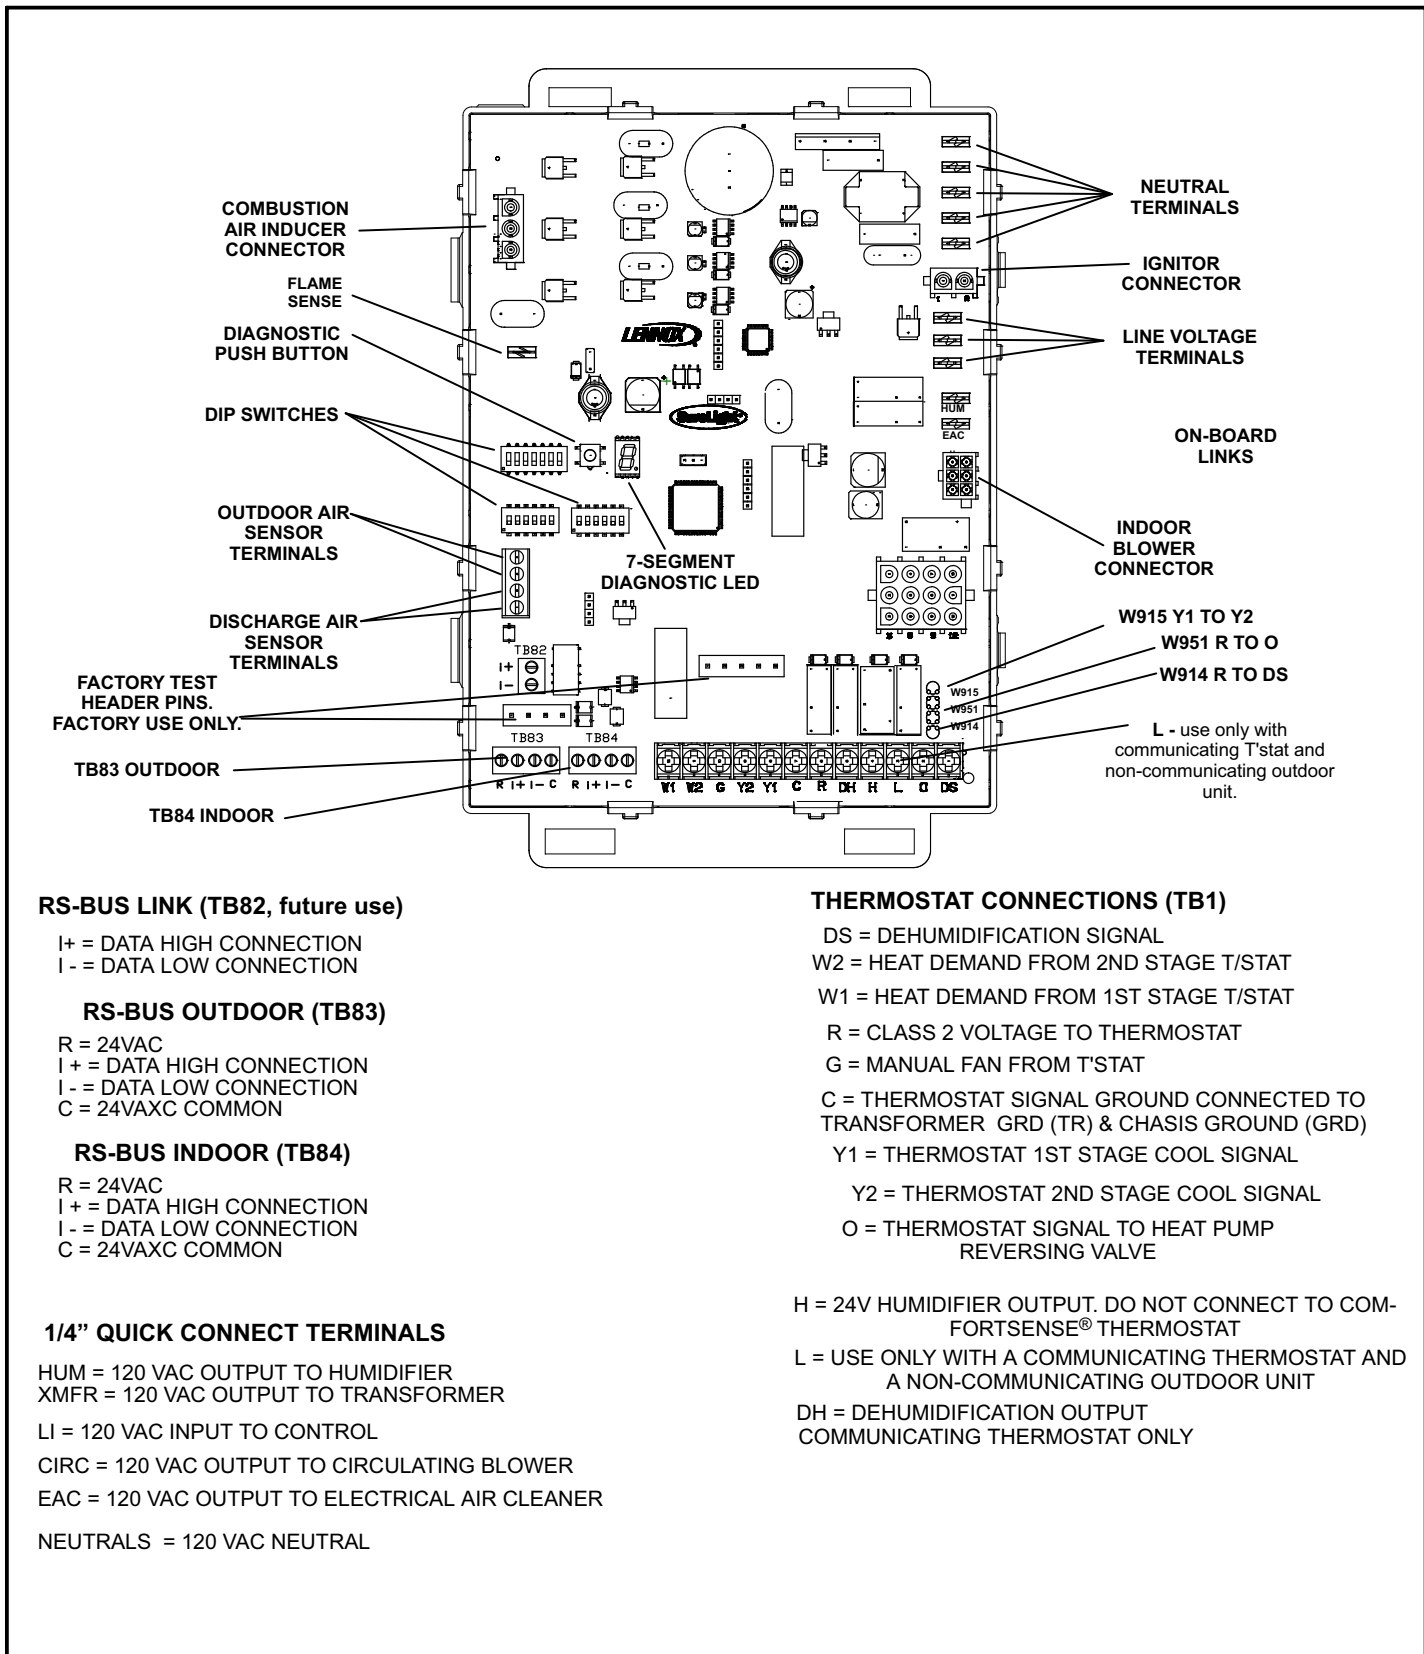 COMBUSTION
AIR INDUCER
CONNECTOR
FLAME
SENSE
DIAGNOSTIC
PUSH BUTTON
DIP SWITCHES
OUTDOOR AIR
SENSOR
TERMINALS
DISCHARGE AIR
SENSOR
TERMINALS
FACTORY TEST
HEADER PINS.
FACTORY USE ONLY.
TB83 OUTDOOR
TB84 INDOOR
LENNOX
SureLight
7-SEGMENT
DIAGNOSTIC LED
TB82
I+
I-
TB83
TB84
R I+ I- C
R I+ I- C
HUM
EAC
W915
W951
W914
W1 W2 G Y2 Y1 C R DH H L O DS
3 6 9 12
NEUTRAL
TERMINALS
IGNITOR
CONNECTOR
LINE VOLTAGE
TERMINALS
ON-BOARD
LINKS
INDOOR
BLOWER
CONNECTOR
W915 Y1 TO Y2
W951 R TO O
W914 R TO DS
L - use only with
communicating T'stat and
non-communicating outdoor
unit.
RS-BUS LINK (TB82, future use)
I+ = DATA HIGH CONNECTION
I - = DATA LOW CONNECTION
RS-BUS OUTDOOR (TB83)
R = 24VAC
I + = DATA HIGH CONNECTION
I - = DATA LOW CONNECTION
C = 24VAXC COMMON
RS-BUS INDOOR (TB84)
R = 24VAC
I + = DATA HIGH CONNECTION
I - = DATA LOW CONNECTION
C = 24VAXC COMMON
1/4” QUICK CONNECT TERMINALS
HUM = 120 VAC OUTPUT TO HUMIDIFIER
XMFR = 120 VAC OUTPUT TO TRANSFORMER
LI = 120 VAC INPUT TO CONTROL
CIRC = 120 VAC OUTPUT TO CIRCULATING BLOWER
EAC = 120 VAC OUTPUT TO ELECTRICAL AIR CLEANER
NEUTRALS = 120 VAC NEUTRAL
THERMOSTAT CONNECTIONS (TB1)
DS = DEHUMIDIFICATION SIGNAL
W2 = HEAT DEMAND FROM 2ND STAGE T/STAT
W1 = HEAT DEMAND FROM 1ST STAGE T/STAT
R = CLASS 2 VOLTAGE TO THERMOSTAT
G = MANUAL FAN FROM T'STAT
C = THERMOSTAT SIGNAL GROUND CONNECTED TO
TRANSFORMER GRD (TR) & CHASIS GROUND (GRD)
Y1 = THERMOSTAT 1ST STAGE COOL SIGNAL
Y2 = THERMOSTAT 2ND STAGE COOL SIGNAL
O = THERMOSTAT SIGNAL TO HEAT PUMP
REVERSING VALVE
H = 24V HUMIDIFIER OUTPUT. DO NOT CONNECT TO COM-
FORTSENSE® THERMOSTAT
L = USE ONLY WITH A COMMUNICATING THERMOSTAT AND
A NON-COMMUNICATING OUTDOOR UNIT
DH = DEHUMIDIFICATION OUTPUT
COMMUNICATING THERMOSTAT ONLY